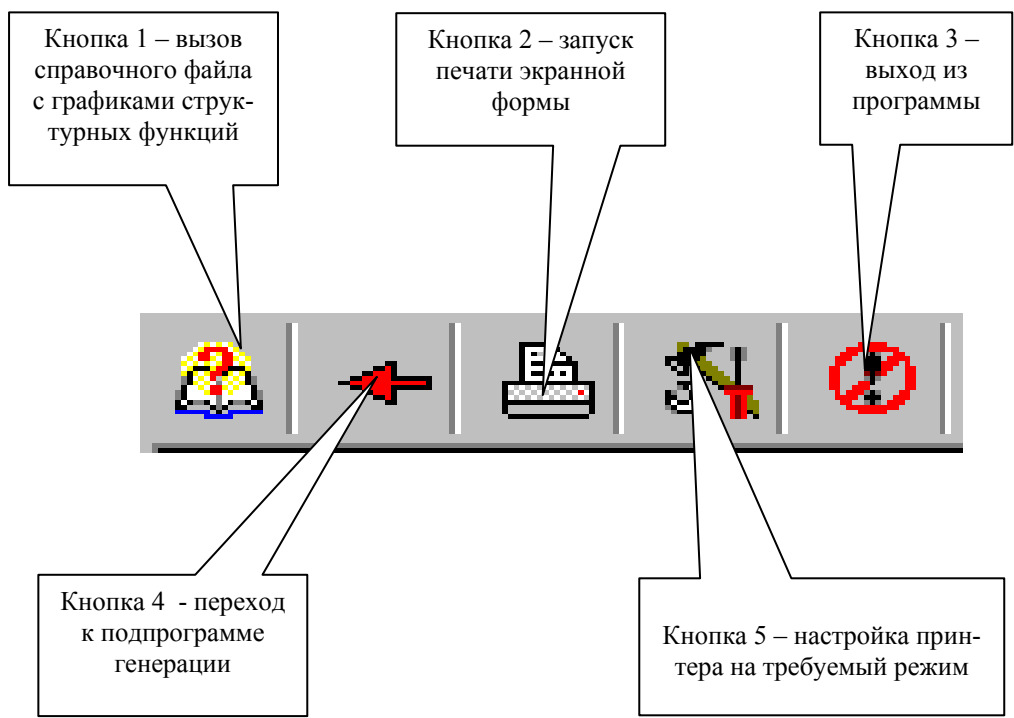 Кнопка 1 – вызов
справочного файла
с графиками струк-
турных функций
Кнопка 2 – запуск
печати экранной
формы
Кнопка 3 –
выход из
программы
Кнопка 4  - переход
к подпрограмме
генерации
Кнопка 5 – настройка прин-
тера на требуемый режим